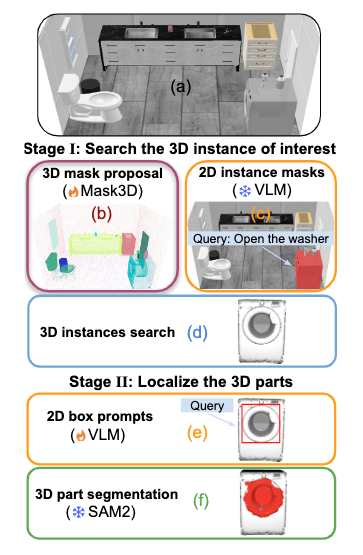 (a)
Stage I: Search the 3D instance of interest
3D mask proposal
(🔥Mask3D)
(b)
2D instance masks
(❄️VLM)
(c)
Query: Open the washer
3D instances search
(d)
Stage II: Localize the 3D parts
2D box prompts
(🔥VLM)
(e)
Query
3D part segmentation
(❄️SAM2)
(f)